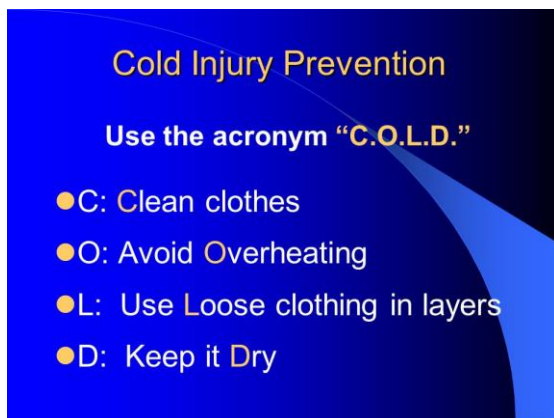 Cold Injury Prevention
Use the acronym “C.O.L.D.”
C: Clean clothes
O: Avoid Overheating
L: Use Loose clothing in layers
D: Keep it Dry